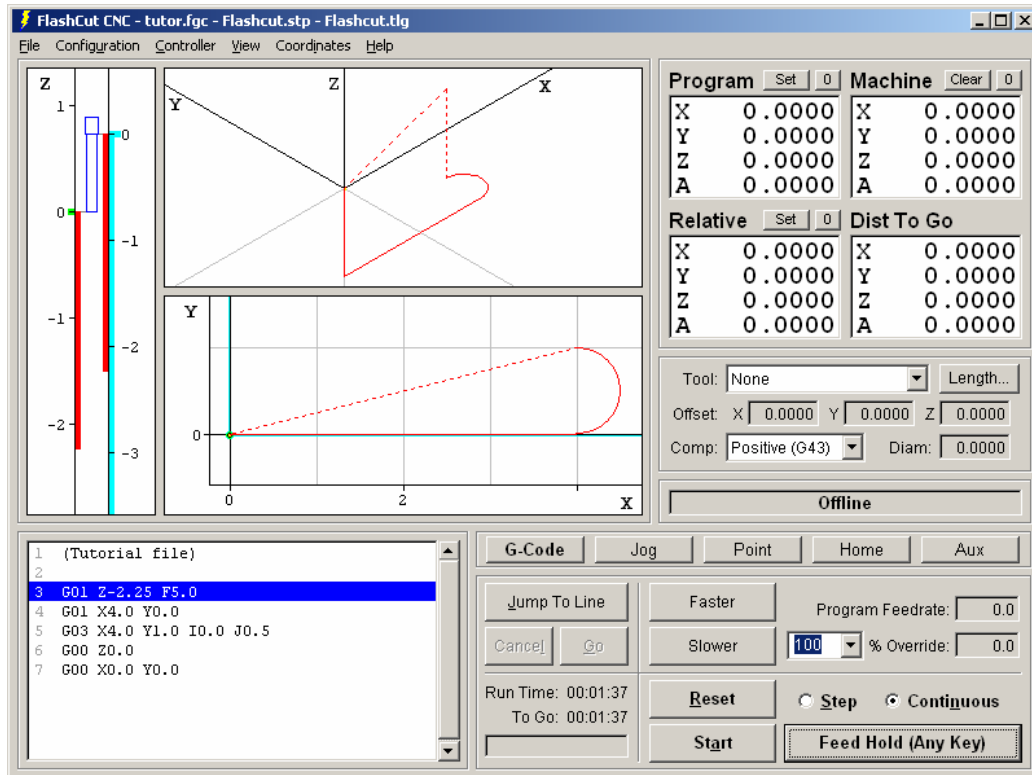 FlashCut CNC - tutor.fgc - Flashcut.stp - Flashcut.tlg
File Configuration Controller View Coordinates Help
Z
1
0
-1
-2
0
-1
-2
-3
Y Z X
Y
0
0 2 X
Program Set 0
X 0.0000
Y 0.0000
Z 0.0000
A 0.0000
Machine Clear 0
X 0.0000
Y 0.0000
Z 0.0000
A 0.0000
Relative Set 0
X 0.0000
Y 0.0000
Z 0.0000
A 0.0000
Dist To Go
X 0.0000
Y 0.0000
Z 0.0000
A 0.0000
Tool: None Length...
Offset: X 0.0000 Y 0.0000 Z 0.0000
Comp: Positive (G43) Diam: 0.0000
Offline
1 (Tutorial file)
2
3 G01 Z-2.25 F5.0
4 G01 X4.0 Y0.0
5 G03 X4.0 Y1.0 I0.0 J0.5
6 G00 Z0.0
7 G00 X0.0 Y0.0
G-Code Jog Point Home Aux
Jump To Line
Cancel Go
Run Time: 00:01:37
To Go: 00:01:37
Faster
Slower
Program Feedrate: 0.0
100 % Override: 0.0
Reset
Step Continuous
Start
Feed Hold (Any Key)